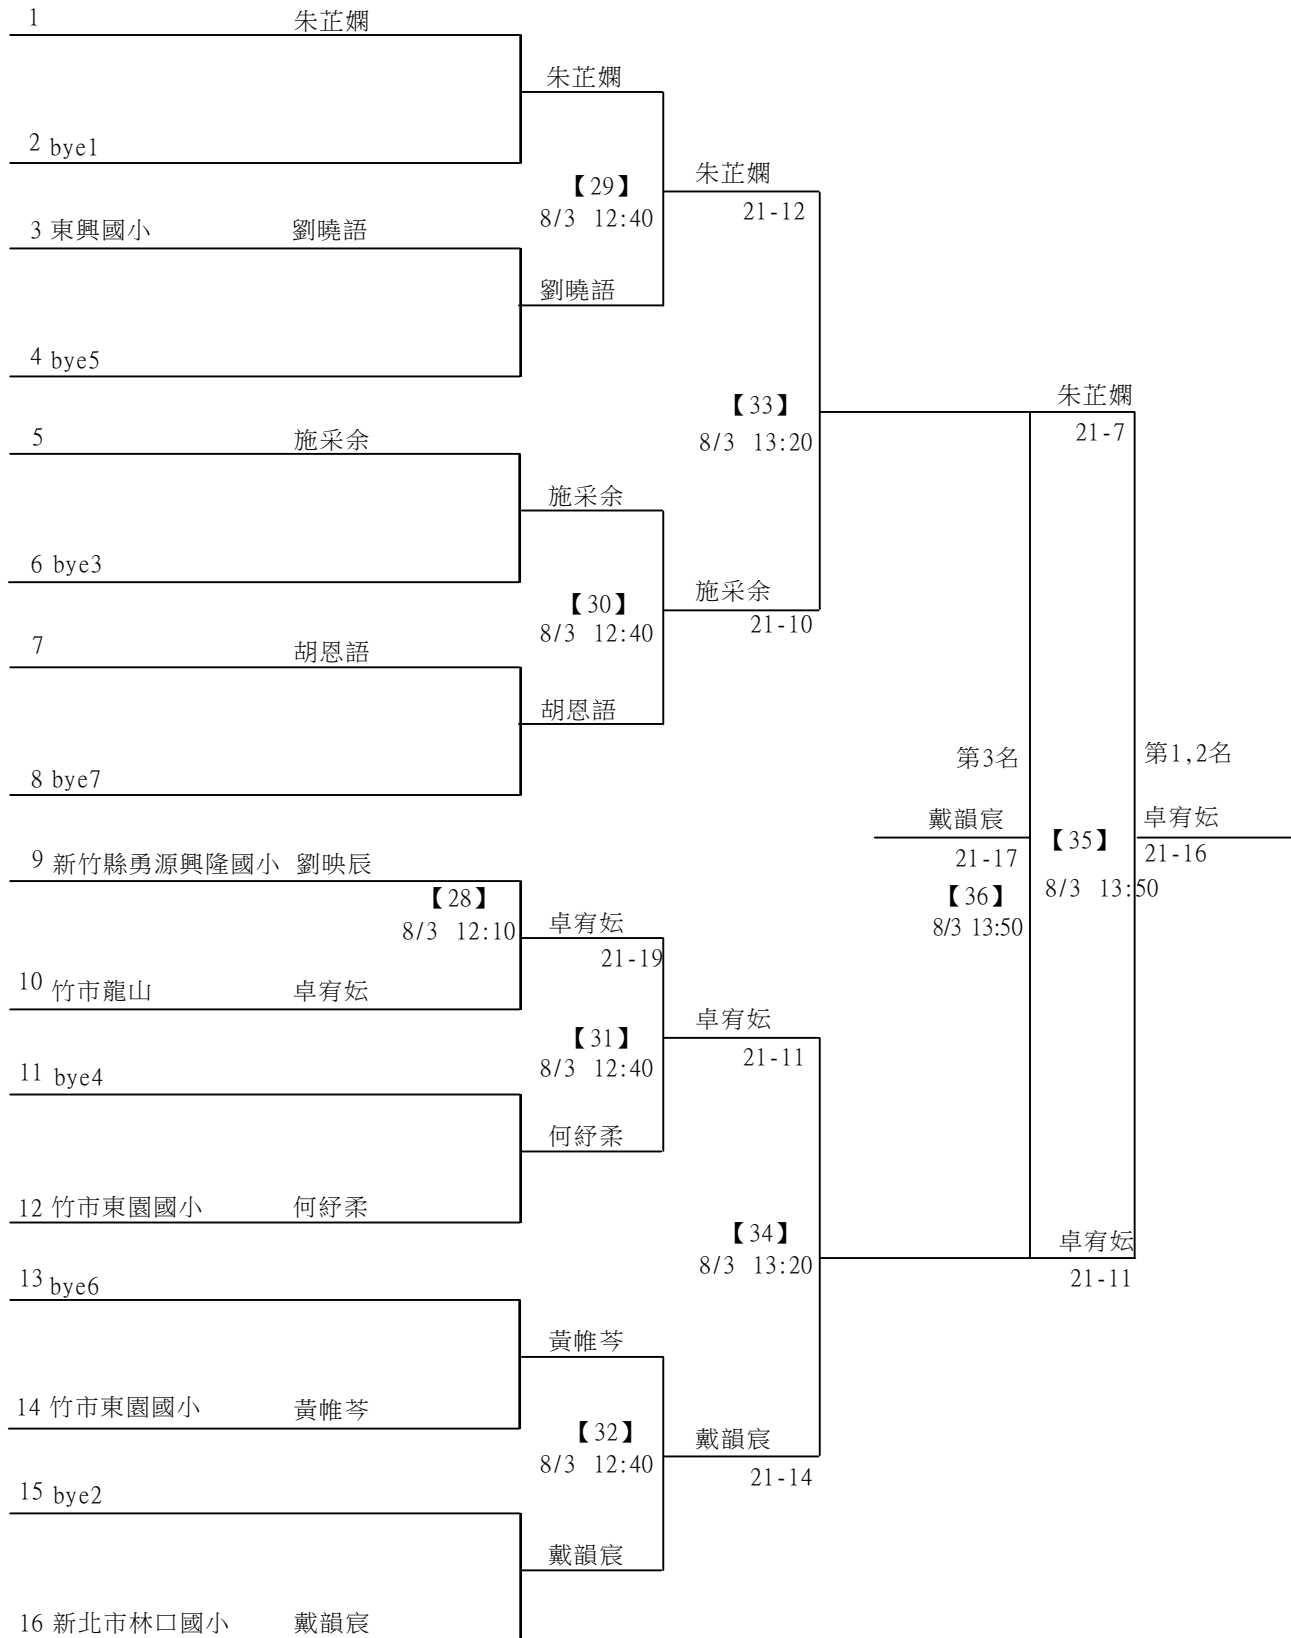 1 朱芷嫻
朱芷嫻
2 bye1
朱芷嫻
【29】
21-12
8/3 12:40
3 東興國小 劉曉語
劉曉語
4 bye5
朱芷嫻
【33】
21-7
8/3 13:20
5 施采余
施采余
6 bye3
施采余
【30】
21-10
8/3 12:40
7 胡恩語
胡恩語
第3名
第1,2名
8 bye7
戴韻宸
卓宥妘
【35】
21-17
21-16
9 新竹縣勇源興隆國小 劉映辰
【28】
【36】
8/3 13:50
8/3 12:10
卓宥妘
8/3 13:50
21-19
10 竹市龍山 卓宥妘
卓宥妘
【31】
21-11
8/3 12:40
11 bye4
何紓柔
12 竹市東園國小 何紓柔
【34】
卓宥妘
8/3 13:20
21-11
13 bye6
黃帷芩
14 竹市東園國小 黃帷芩
【32】
戴韻宸
8/3 12:40
21-14
15 bye2
戴韻宸
16 新北市林口國小 戴韻宸